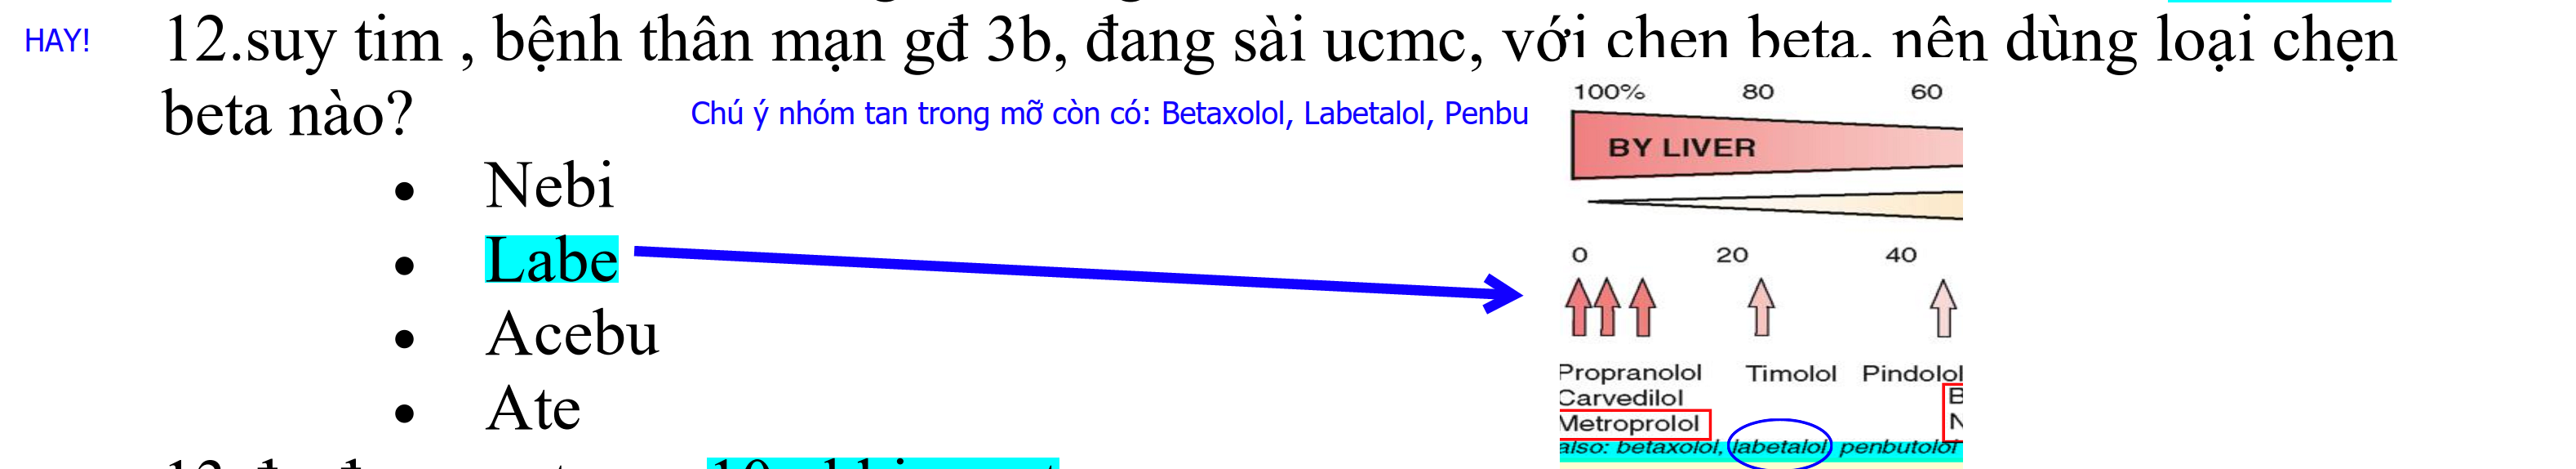 HAY!
12.suy tim , bệnh thân mạn gđ 3b, đang sài ucmc, với chen beta. nên dùng loại chẹn
beta nào?
Chú ý nhóm tan trong mỡ còn có: Betaxolol, Labetalol, Penbu
• Nebi
• Labe
• Acebu
• Ate
100% 80 60
BY LIVER
0 20 40
Propranolol Timolol Pindolol
Carvedilol B
Metroprolol N
also: betaxolol, labetalol, penbutolol